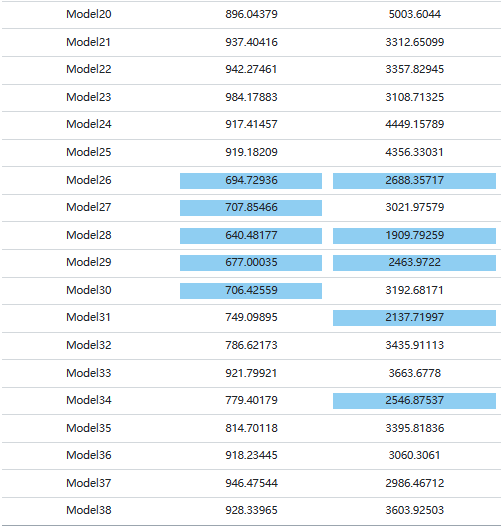 Model20 896.04379 5003.6044
Model21 937.40416 3312.65099
Model22 942.27461 3357.82945
Model23 984.17883 3108.71325
Model24 917.41457 4449.15789
Model25 919.18209 4356.33031
Model26 694.72936 2688.35717
Model27 707.85466 3021.97579
Model28 640.48177 1909.79259
Model29 677.00035 2463.9722
Model30 706.42559 3192.68171
Model31 749.09895 2137.71997
Model32 786.62173 3435.91113
Model33 921.79921 3663.6778
Model34 779.40179 2546.87537
Model35 814.70118 3395.81836
Model36 918.23445 3060.3061
Model37 946.47544 2986.46712
Model38 928.33965 3603.92503